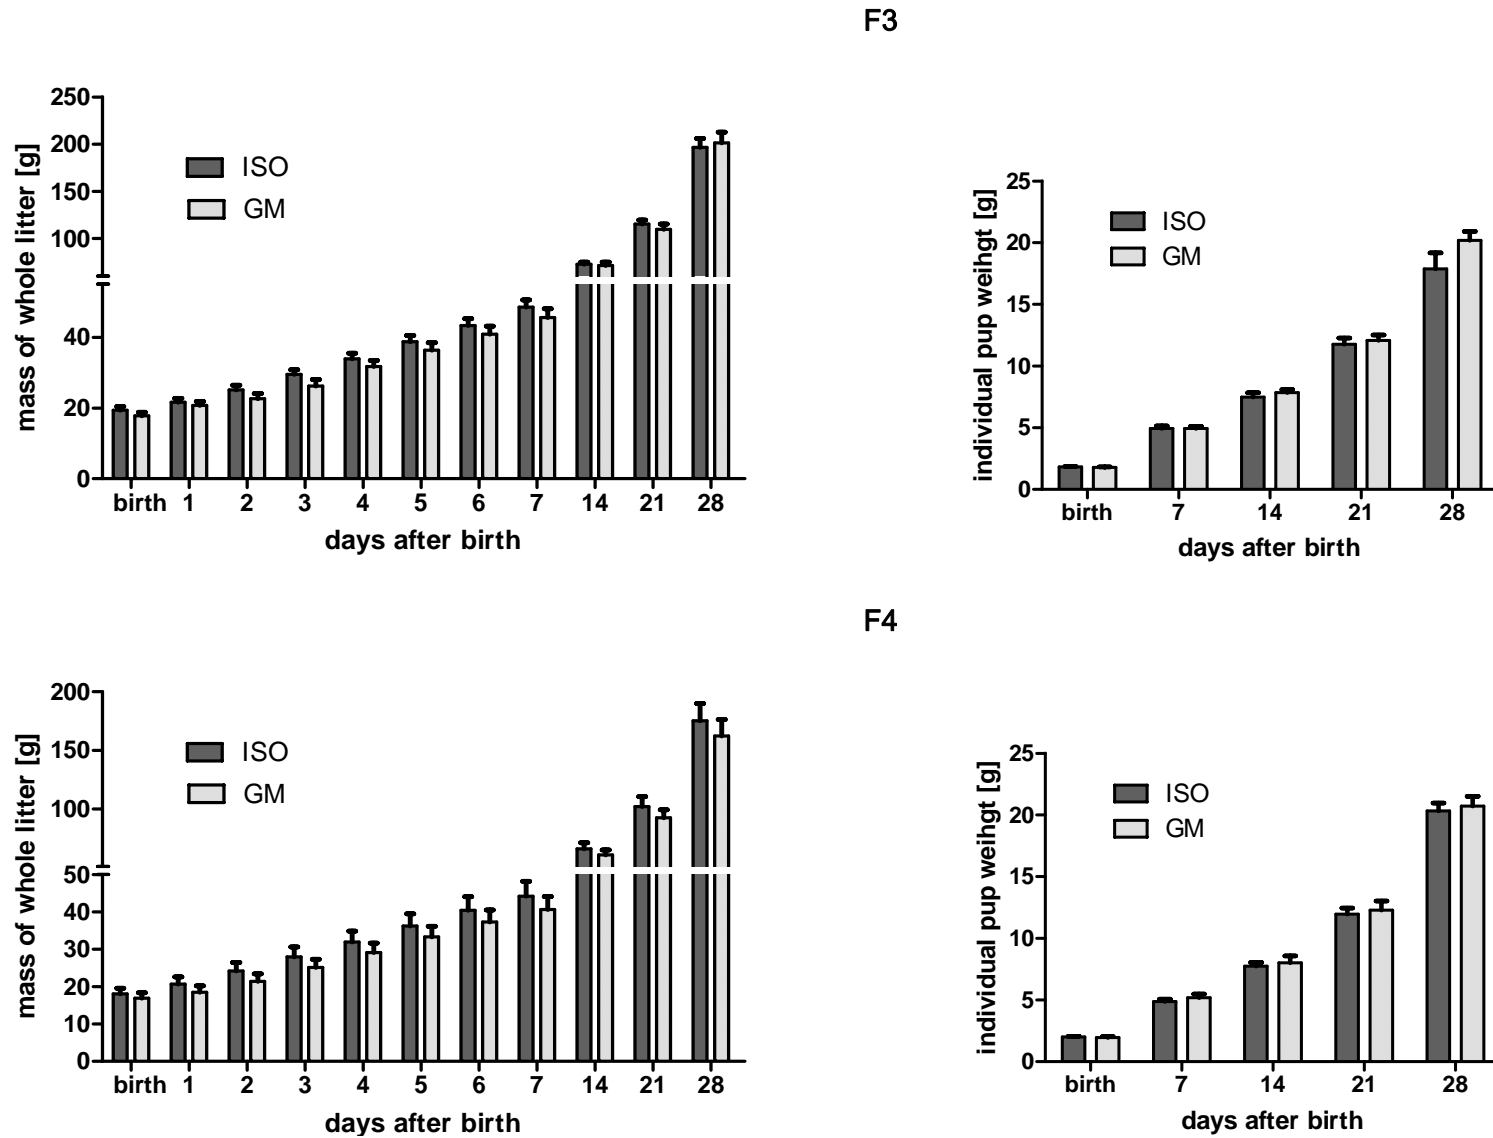 F3
mass of whole litter [g]
250
200
150
100
40
20
0
ISO
GM
birth 1 2 3 4 5 6 7 14 21 28
days after birth
individual pup weihgt [g]
25
20
15
10
5
0
ISO
GM
birth 7 14 21 28
days after birth
F4
mass of whole litter [g]
200
150
100
50
40
30
20
10
0
ISO
GM
birth 1 2 3 4 5 6 7 14 21 28
days after birth
individual pup weihgt [g]
25
20
15
10
5
0
ISO
GM
birth 7 14 21 28
days after birth